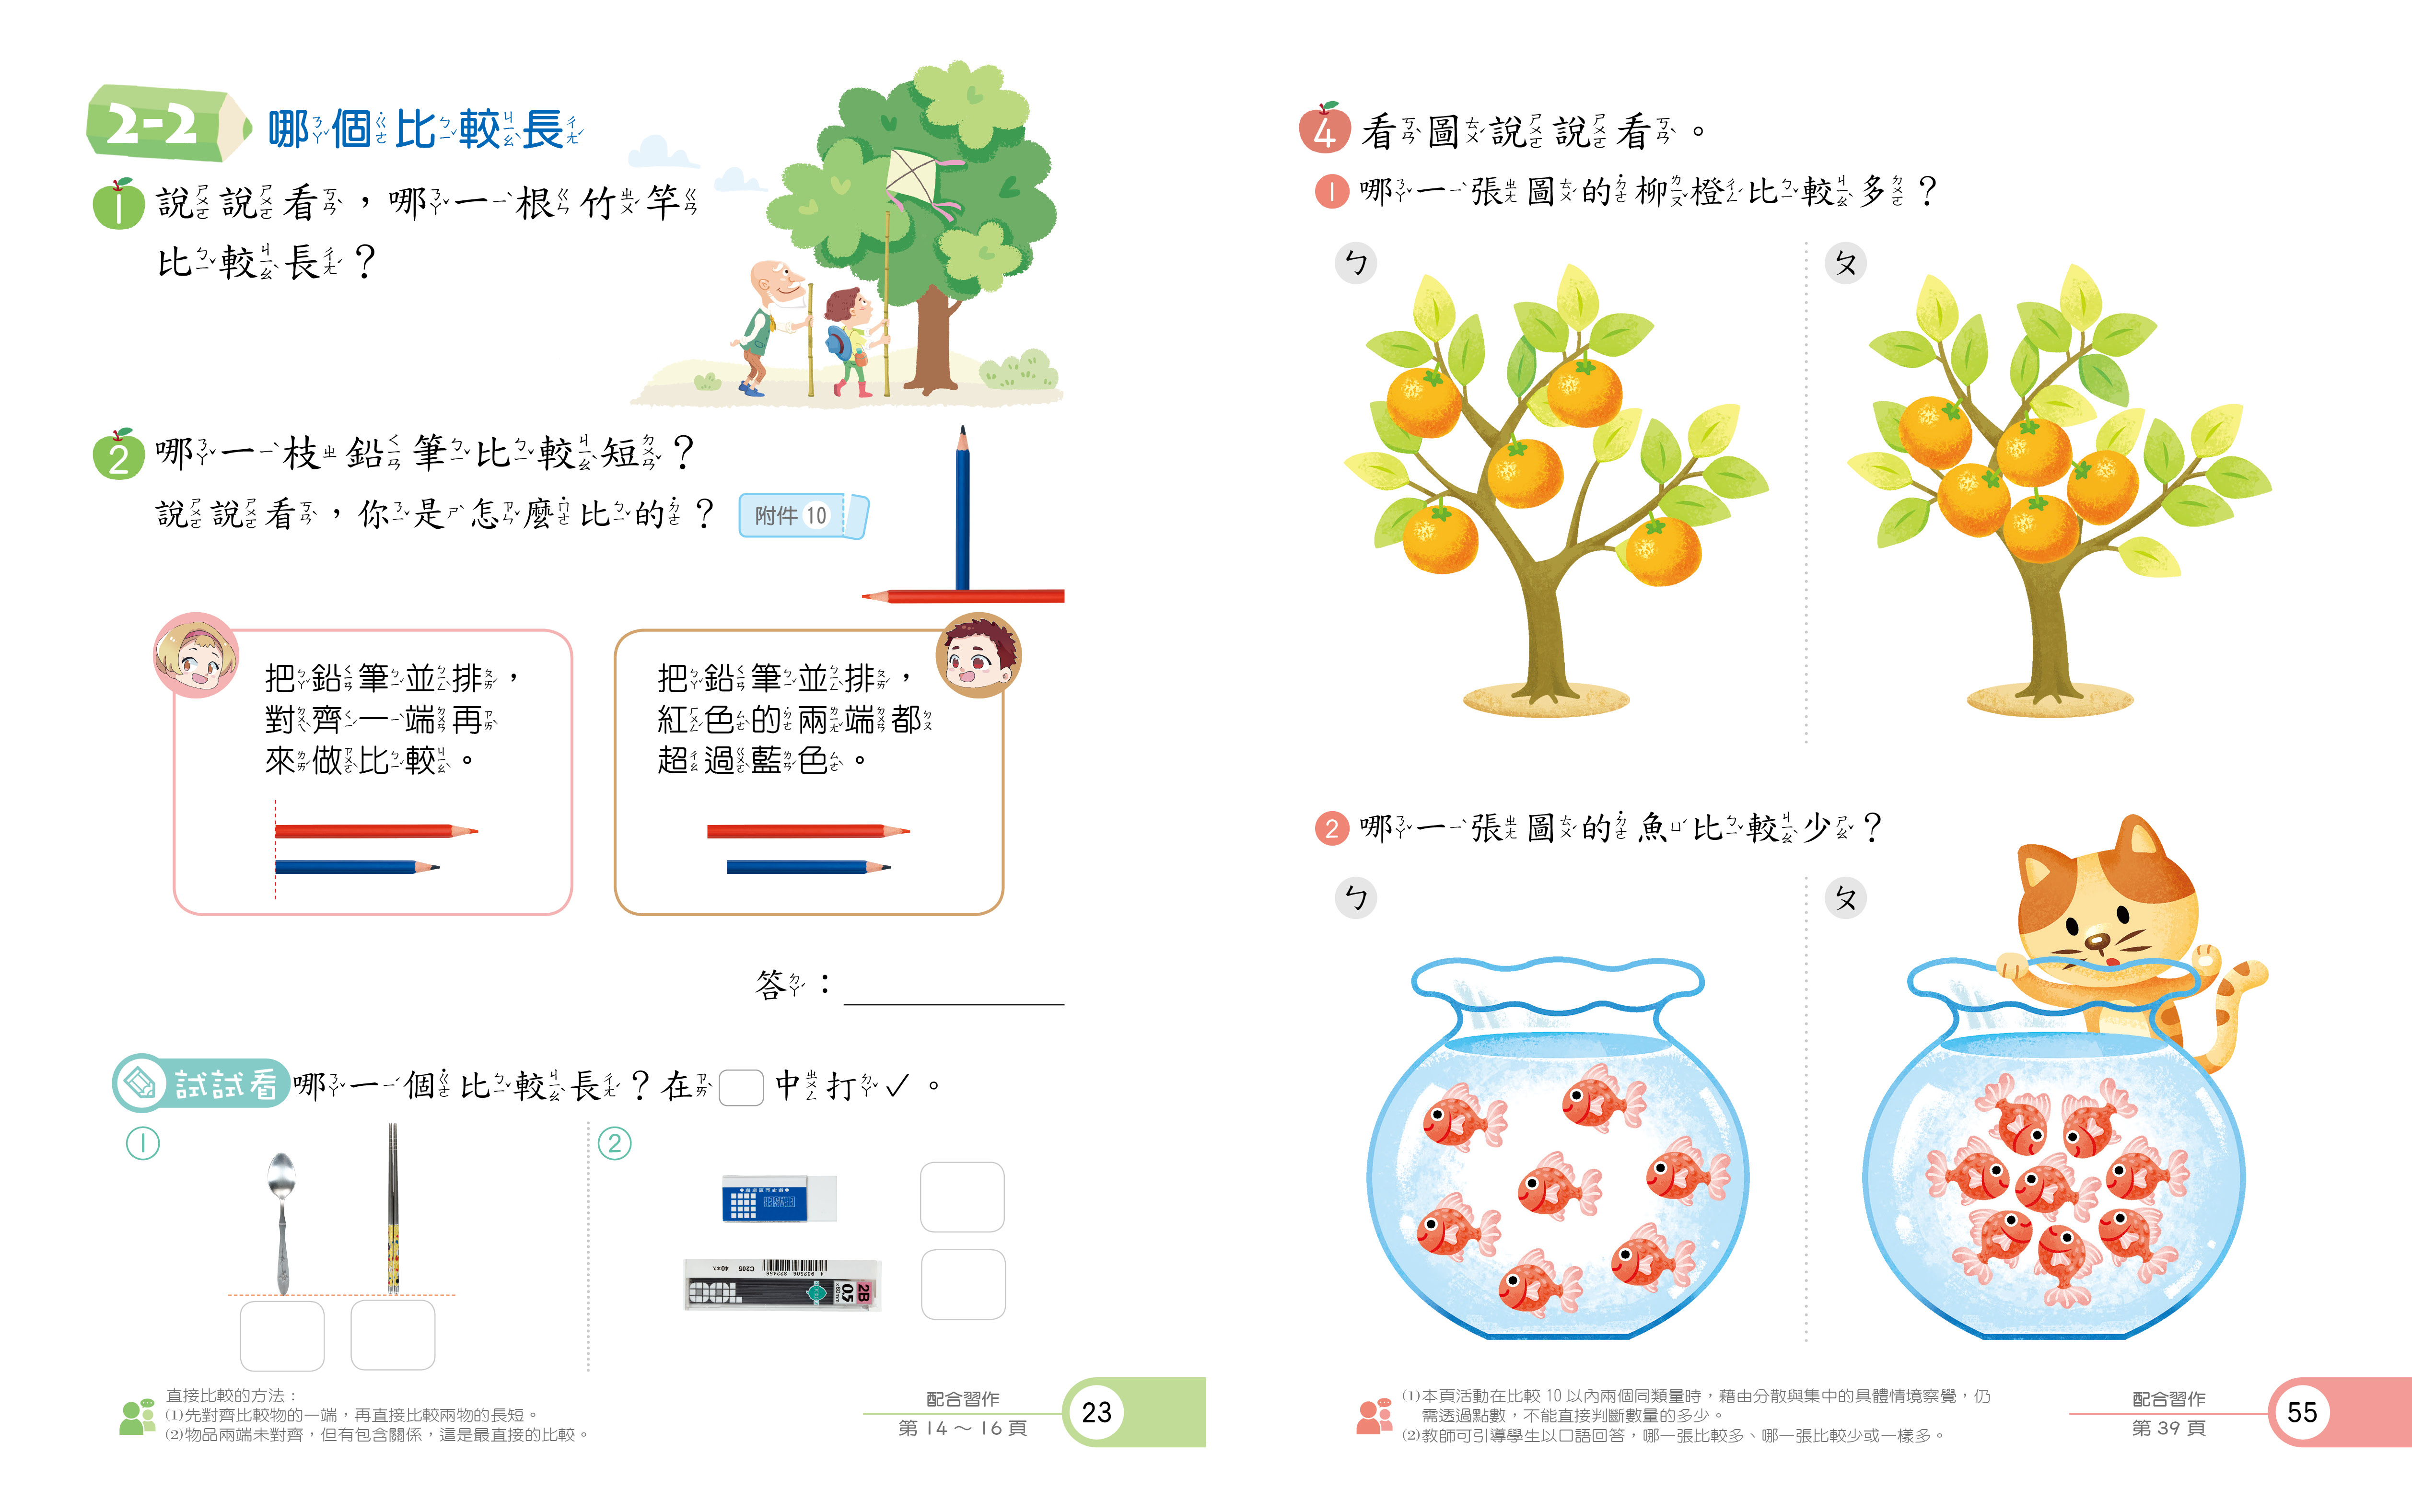 2-2 哪個比較長
1 說說看，哪一根竹竿
比較長？
2 哪一枝鉛筆比較短？
說說看，你是怎麼比的？ 附件10
把鉛筆並排，
對齊一端再
來做比較。
把鉛筆並排，
紅色的兩端都
超過藍色。
答：
試試看 哪一個比較長？在□中打✓。
① ②
C205 40×入
4 902506 322456
2B
0.5
直接比較的方法：
(1)先對齊比較物的一端，再直接比較兩物的長短。
(2)物品兩端未對齊，但有包含關係，這是最直接的比較。
配合習作
第 14 ～ 16 頁
23
4 看圖說說看。
1 哪一張圖的柳橙比較多？
ㄅ ㄆ
2 哪一張圖的魚比較少？
ㄅ ㄆ
(1)本頁活動在比較 10 以內兩個同類量時，藉由分散與集中的具體情境察覺，仍
需透過點數，不能直接判斷數量的多少。
(2)教師可引導學生以口語回答，哪一張比較多、哪一張比較少或一樣多。
配合習作
第 39 頁
55